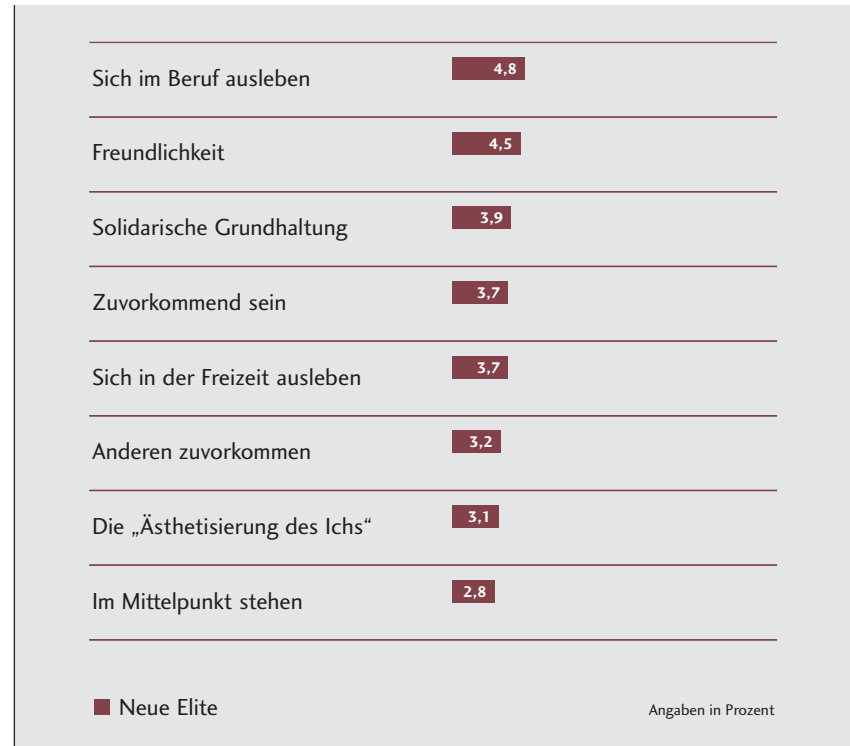 Sich im Beruf ausleben 4,8
Freundlichkeit 4,5
Solidarische Grundhaltung 3,9
Zuvorkommend sein 3,7
Sich in der Freizeit ausleben 3,7
Anderen zuvorkommen 3,2
Die „Ästhetisierung des Ichs“ 3,1
Im Mittelpunkt stehen 2,8
Neue Elite Angaben in Prozent